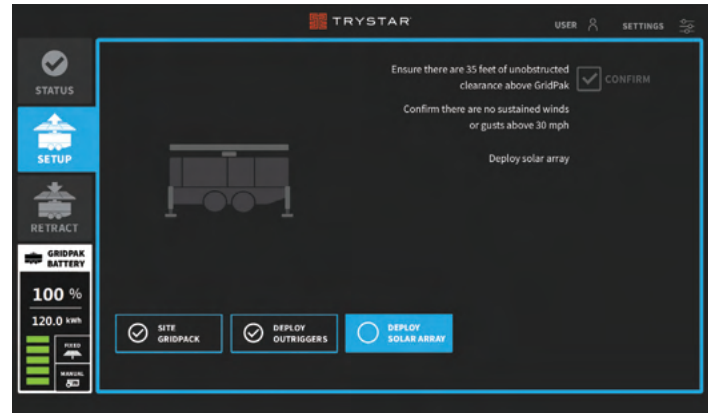 TRYSTAR
USER
SETTINGS
STATUS
SETUP
RETRACT
GRIDPAK
BATTERY
100 %
120.0 kWh
FIXED
MANUAL
Ensure there are 35 feet of unobstructed
clearance above GridPak
CONFIRM
Confirm there are no sustained winds
or gusts above 30 mph
Deploy solar array
SITE
GRIDPACK
DEPLOY
OUTRIGGERS
DEPLOY
SOLAR ARRAY